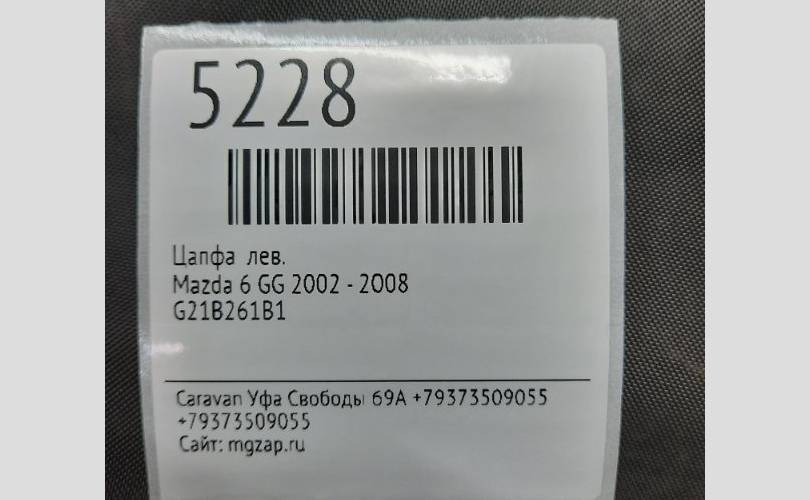 5228
Цапфа лев.
Mazda 6 GG 2002 - 2008
G21B261B1
Caravan Уфа Свободы 69А +79373509055
+79373509055
Сайт: mgzap.ru